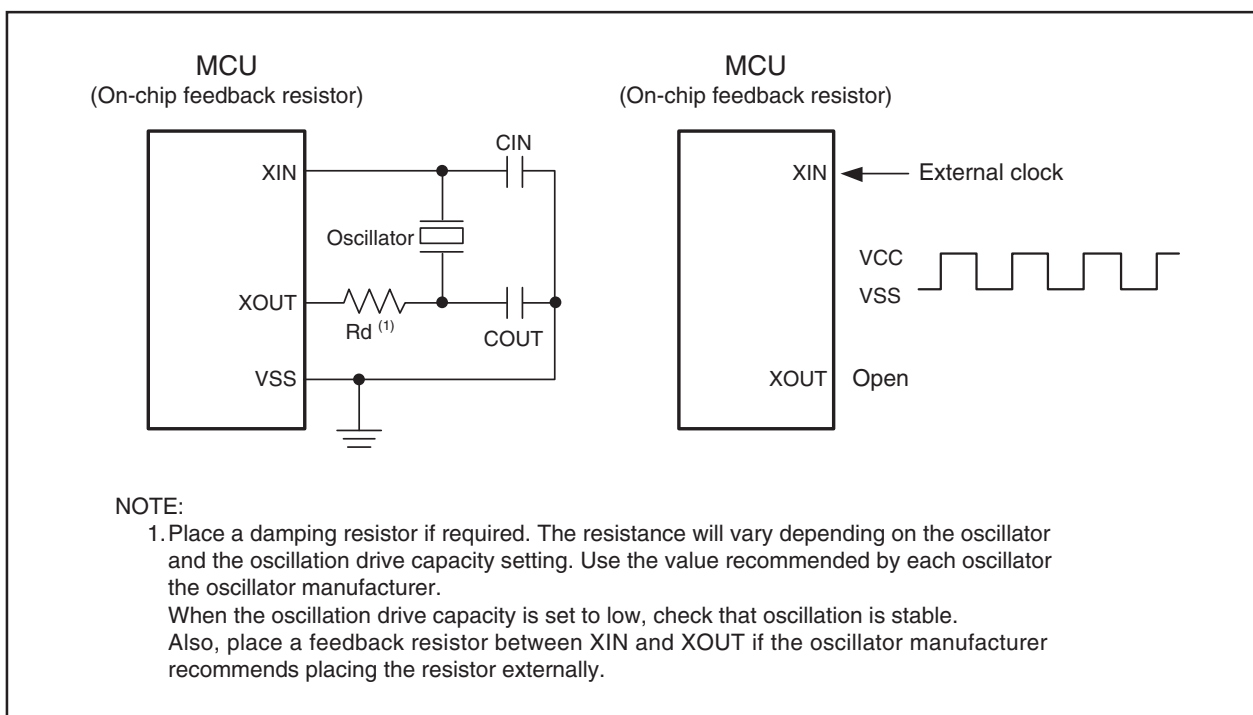 MCU
(On-chip feedback resistor)
XIN
CIN
Oscillator
XOUT
Rd (1)
COUT
VSS
MCU
(On-chip feedback resistor)
XIN
External clock
VCC
VSS
XOUT
Open
NOTE:
1. Place a damping resistor if required. The resistance will vary depending on the oscillator
and the oscillation drive capacity setting. Use the value recommended by each oscillator
the oscillator manufacturer.
When the oscillation drive capacity is set to low, check that oscillation is stable.
Also, place a feedback resistor between XIN and XOUT if the oscillator manufacturer
recommends placing the resistor externally.